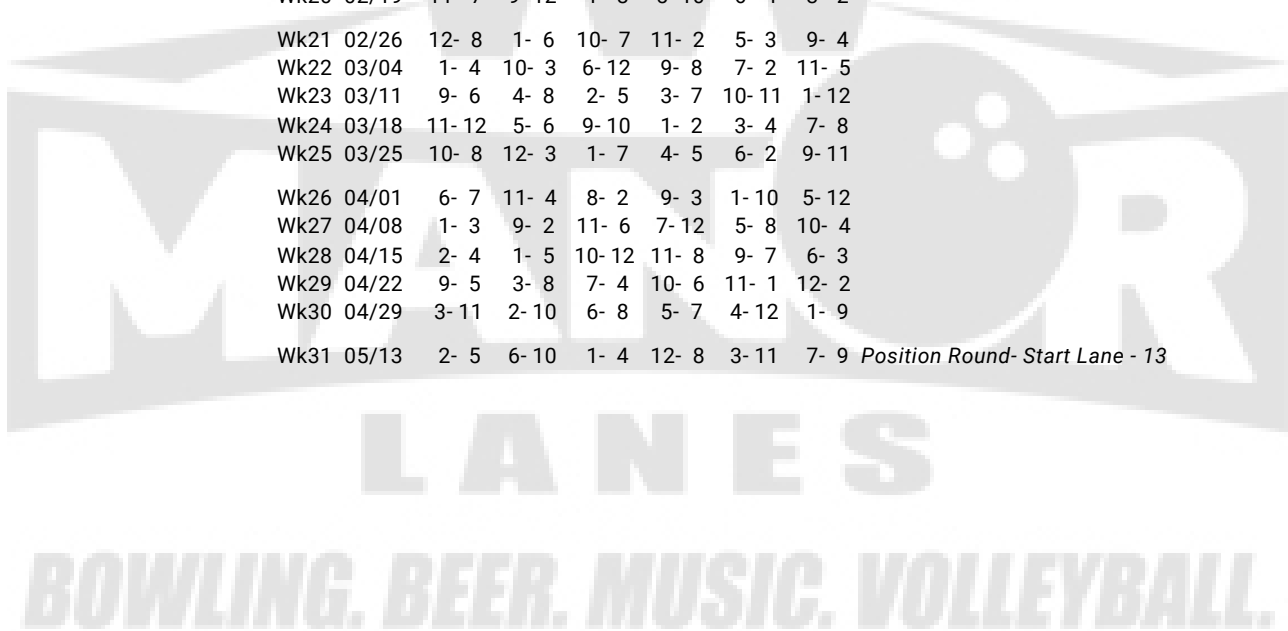 Wk21 02/26 12- 8 1- 6 10- 7 11- 2 5- 3 9- 4
Wk22 03/04 1- 4 10- 3 6- 12 9- 8 7- 2 11- 5
Wk23 03/11 9- 6 4- 8 2- 5 3- 7 10- 11 1- 12
Wk24 03/18 11- 12 5- 6 9- 10 1- 2 3- 4 7- 8
Wk25 03/25 10- 8 12- 3 1- 7 4- 5 6- 2 9- 11
Wk26 04/01 6- 7 11- 4 8- 2 9- 3 1- 10 5- 12
Wk27 04/08 1- 3 9- 2 11- 6 7- 12 5- 8 10- 4
Wk28 04/15 2- 4 1- 5 10- 12 11- 8 9- 7 6- 3
Wk29 04/22 9- 5 3- 8 7- 4 10- 6 11- 1 12- 2
Wk30 04/29 3- 11 2- 10 6- 8 5- 7 4- 12 1- 9
Wk31 05/13 2- 5 6- 10 1- 4 12- 8 3- 11 7- 9 Position Round- Start Lane - 13
MANOR
LANES
BOWLING. BEER. MUSIC. VOLLEYBALL.